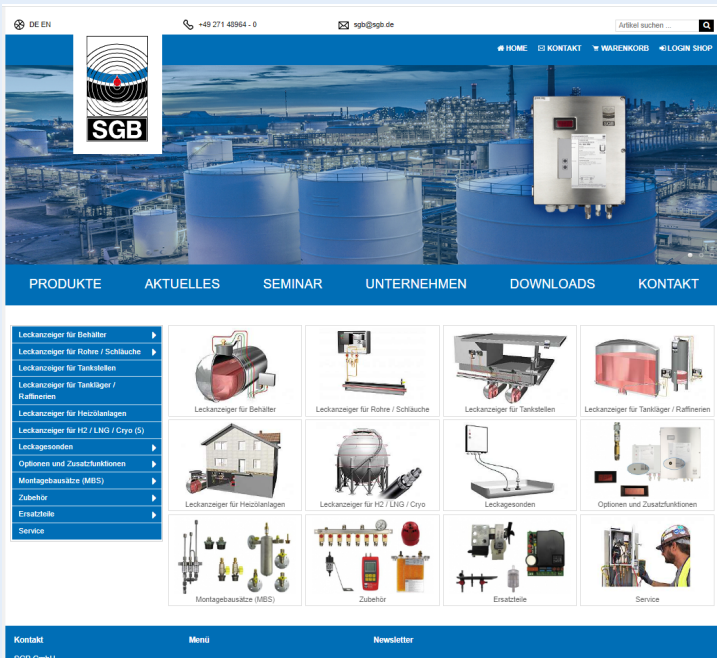 DE EN
+49 271 48964 - 0
sgb@sgb.de
Artikel suchen ...
HOME KONTAKT WARENKORB LOGIN SHOP
SGB
SGB
PRODUKTE AKTUELLES SEMINAR UNTERNEHMEN DOWNLOADS KONTAKT
Leckanzeiger für Behälter
Leckanzeiger für Rohre / Schläuche
Leckanzeiger für Tankstellen
Leckanzeiger für Tankläger /
Raffinerien
Leckanzeiger für Heizölanlagen
Leckanzeiger für H2 / LNG / Cryo (5)
Leckagesonden
Optionen und Zusatzfunktionen
Montagebausätze (MBS)
Zubehör
Ersatzteile
Service
Leckanzeiger für Behälter
Leckanzeiger für Rohre / Schläuche
Leckanzeiger für Tankstellen
Leckanzeiger für Tankläger / Raffinerien
Leckanzeiger für Heizölanlagen
Leckanzeiger für H2 / LNG / Cryo
Leckagesonden
Optionen und Zusatzfunktionen
Montagebausätze (MBS)
Zubehör
Ersatzteile
Service
Kontakt
Menü
Newsletter